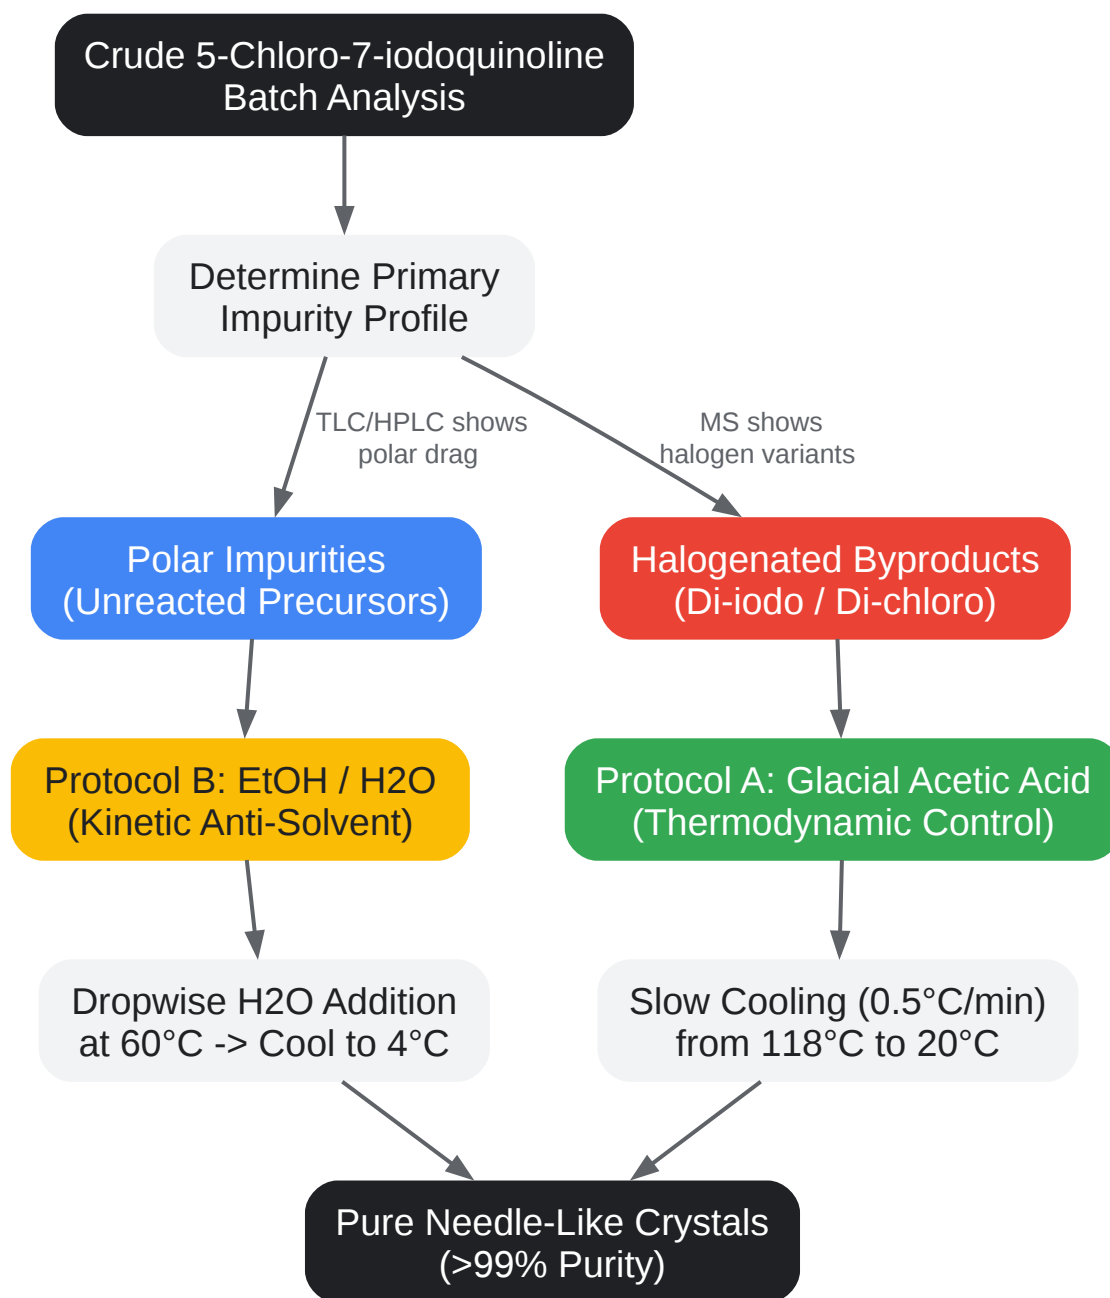 Crude 5-Chloro-7-iodoquinoline
Batch Analysis
Determine Primary
Impurity Profile
TLC/HPLC shows
polar drag
MS shows
halogen variants
Polar Impurities
(Unreacted Precursors)
Halogenated Byproducts
(Di-iodo / Di-chloro)
Protocol B: EtOH / H2O
(Kinetic Anti-Solvent)
Protocol A: Glacial Acetic Acid
(Thermodynamic Control)
Dropwise H2O Addition
at 60°C -> Cool to 4°C
Slow Cooling (0.5°C/min)
from 118°C to 20°C
Pure Needle-Like Crystals
(>99% Purity)